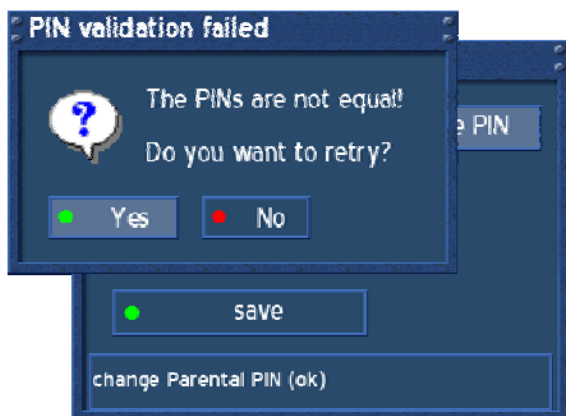 PIN validation failed
?
The PINs are not equal!
Do you want to retry?
Yes
No
PIN
save
change Parental PIN (ok)